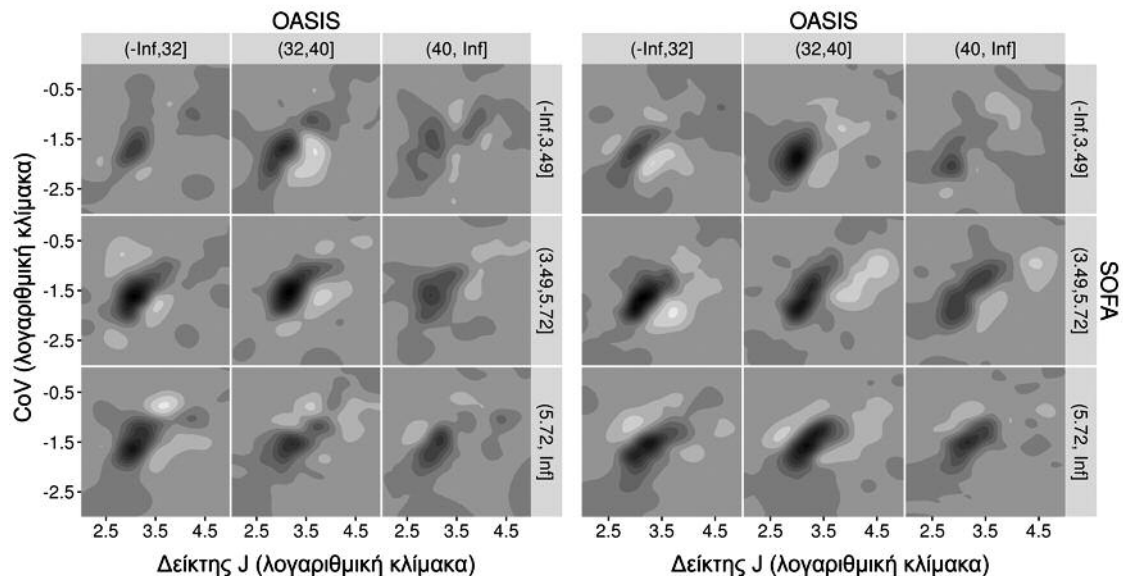 OASIS OASIS
(-Inf,32] (32,40] (40, Inf] (-Inf,32] (32,40] (40, Inf]
CoV (λογαριθμική κλίμακα)
-0.5
-1.5
-2.5
(-Inf,3.49] (-Inf,3.49]
-0.5
-1.5
-2.5
(3.49,5.72] (3.49,5.72]
SOFA
-0.5
-1.5
-2.5
(5.72, Inf] (5.72, Inf]
2.5 3.5 4.5 2.5 3.5 4.5 2.5 3.5 4.5 2.5 3.5 4.5 2.5 3.5 4.5 2.5 3.5 4.5
Δείκτης J (λογαριθμική κλίμακα) Δείκτης J (λογαριθμική κλίμακα)